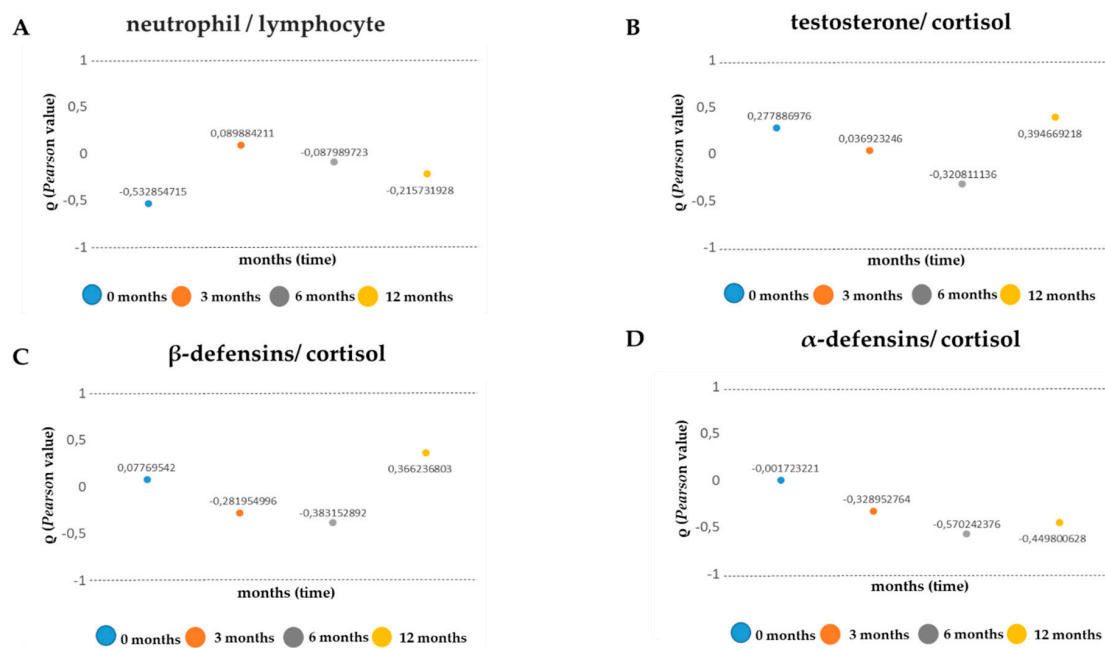 A
neutrophil / lymphocyte
1
0,5
0
-0,5
-1
ϱ (Pearson value)
-0,532854715
0,089884211
-0,087989723
-0,215731928
months (time)
0 months 3 months 6 months 12 months
B
testosterone/ cortisol
1
0,5
0
-0,5
-1
ϱ (Pearson value)
0,277886976
0,036923246
-0,320811136
0,394669218
months (time)
0 months 3 months 6 months 12 months
C
β-defensins/ cortisol
1
0,5
0
-0,5
-1
ϱ (Pearson value)
0,07769542
-0,281954996
-0,383152892
0,366236803
months (time)
0 months 3 months 6 months 12 months
D
α-defensins/ cortisol
1
0,5
0
-0,5
-1
ϱ (Pearson value)
-0,001723221
-0,328952764
-0,570242376
-0,449800628
months (time)
0 months 3 months 6 months 12 months